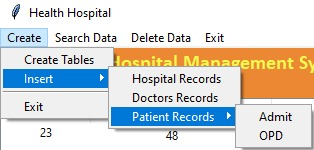 Health Hospital
Create Search Data Delete Data Exit
Hospital Management Sy
Create Tables
Insert
Hospital Records
Doctors Records
Exit
Patient Records
Admit
OPD
23
48